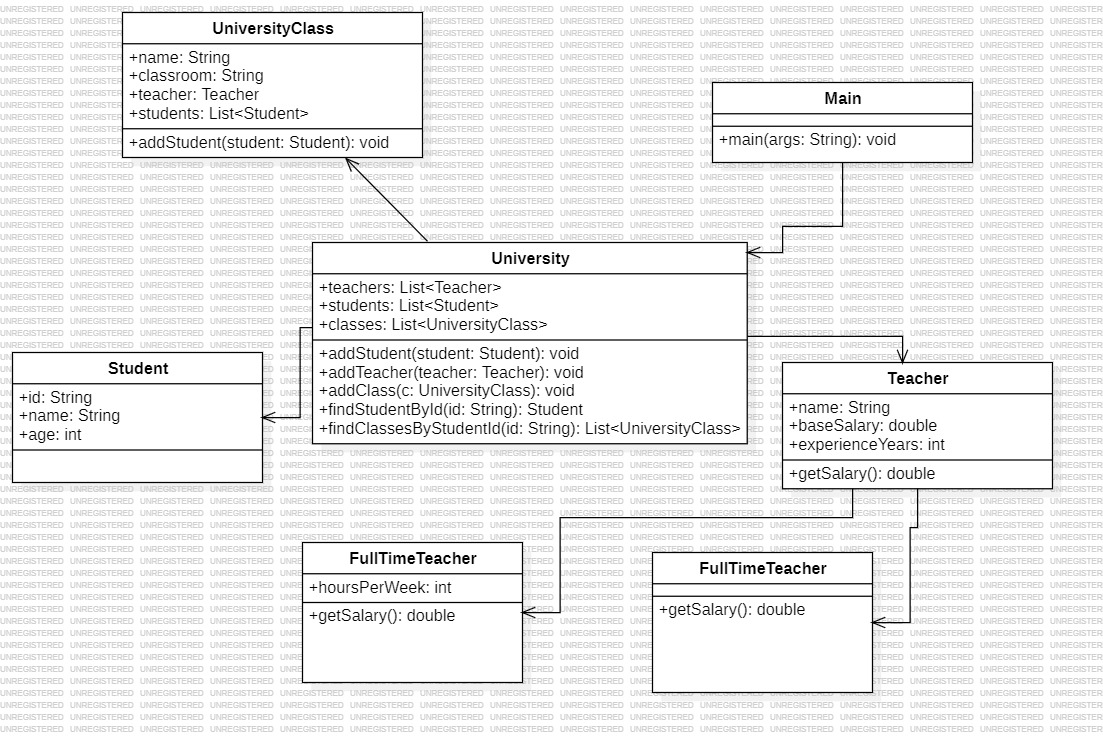 UniversityClass
+name: String
+classroom: String
+teacher: Teacher
+students: List<Student>
+addStudent(student: Student): void
Main
+main(args: String): void
University
+teachers: List<Teacher>
+students: List<Student>
+classes: List<UniversityClass>
+addStudent(student: Student): void
+addTeacher(teacher: Teacher): void
+addClass(c: UniversityClass): void
+findStudentById(id: String): Student
+findClassesByStudentId(id: String): List<UniversityClass>
Student
+id: String
+name: String
+age: int
Teacher
+name: String
+baseSalary: double
+experienceYears: int
+getSalary(): double
FullTimeTeacher
+hoursPerWeek: int
+getSalary(): double
FullTimeTeacher
+getSalary(): double
UNREGISTERED